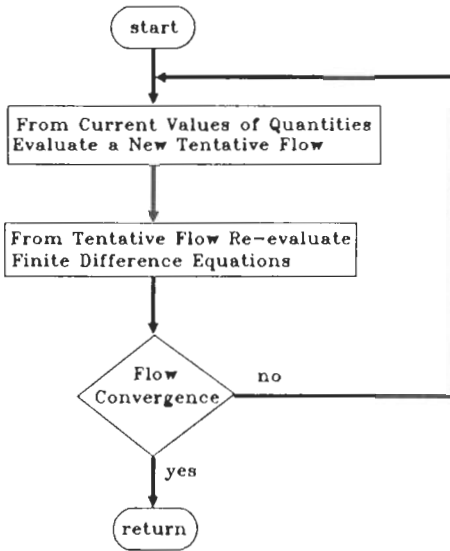 start
From Current Values of Quantities
Evaluate a New Tentative Flow
From Tentative Flow Re-evaluate
Finite Difference Equations
Flow
Convergence
no
yes
return